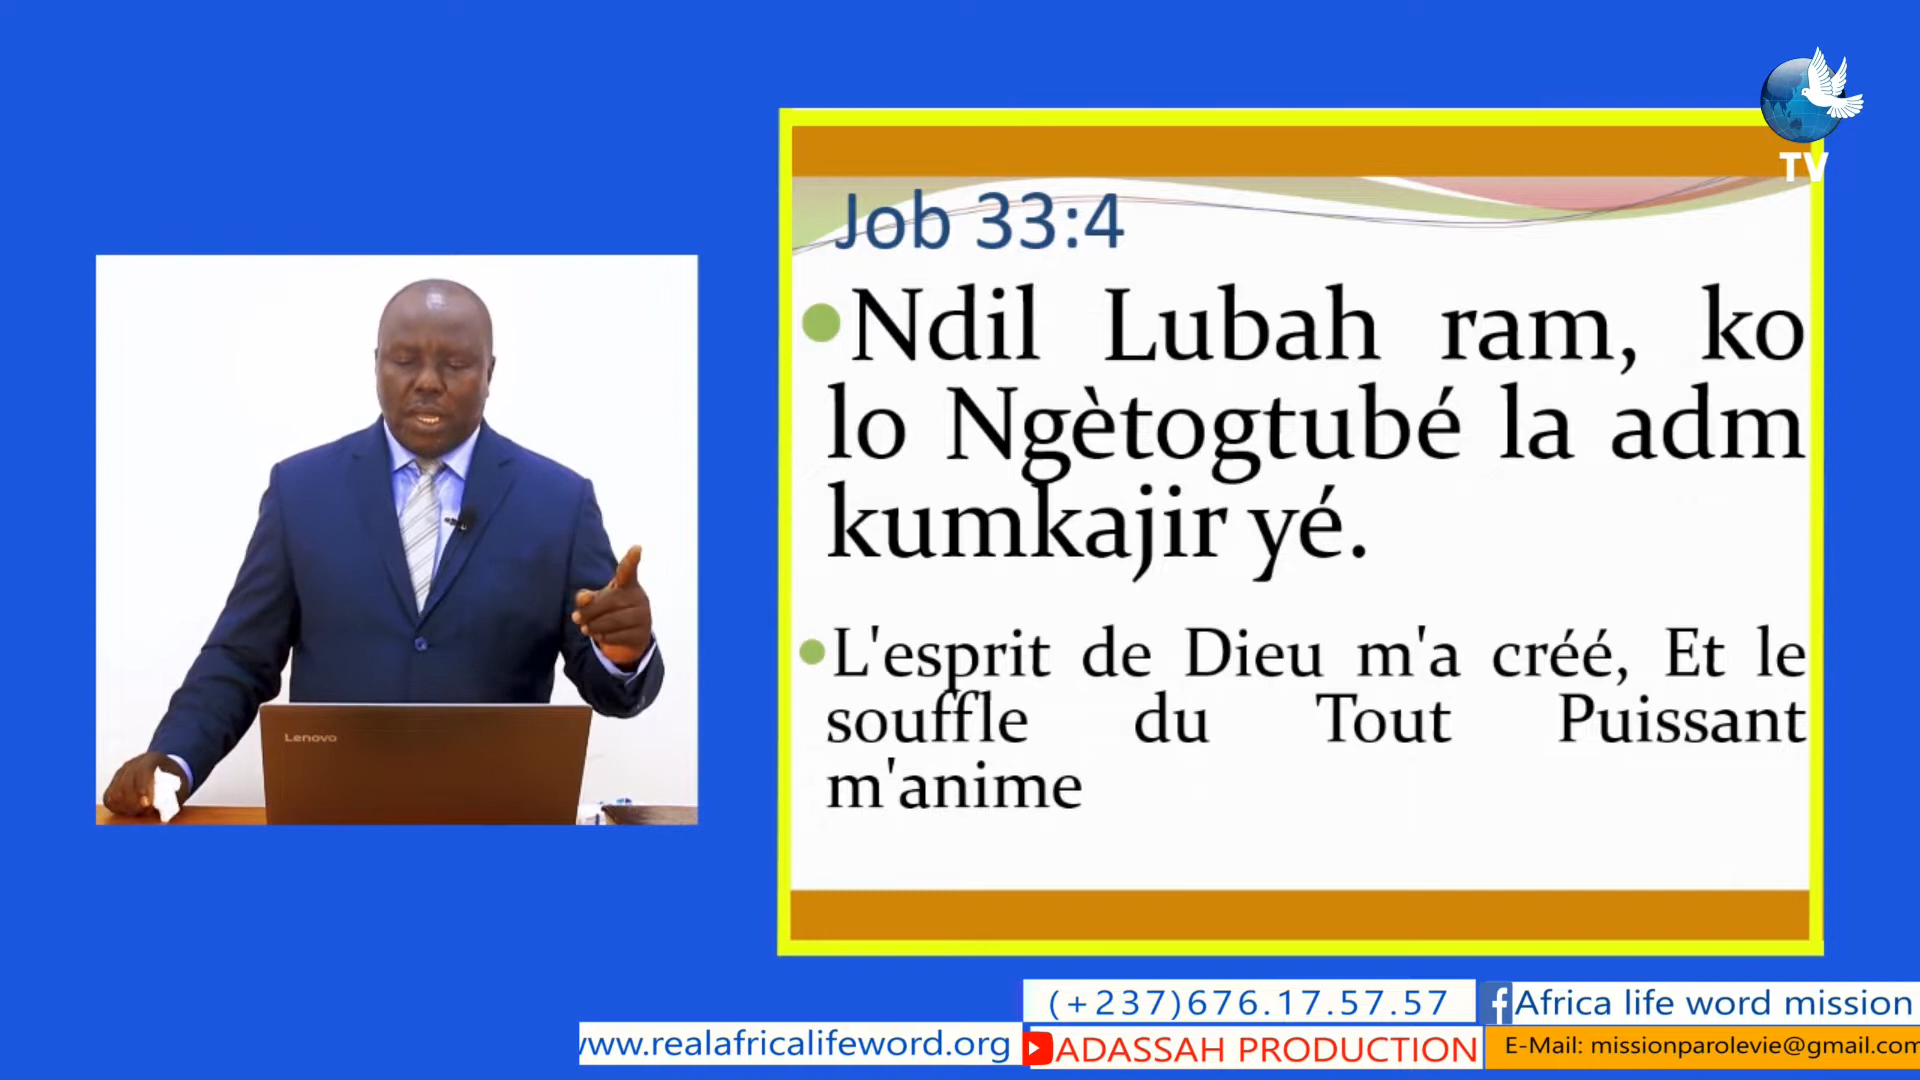 TV
Job 33:4
Ndil Lubah ram, ko
lo Ngètogtubé la adm
kumkajir yé.
L'esprit de Dieu m'a créé, Et le
souffle du Tout Puissant
m'anime
Lenovo
(+237)676.17.57.57
Africa life word mission
www.realafricalifeword.org
ADASSAH PRODUCTION
E-Mail: missionparolevie@gmail.com